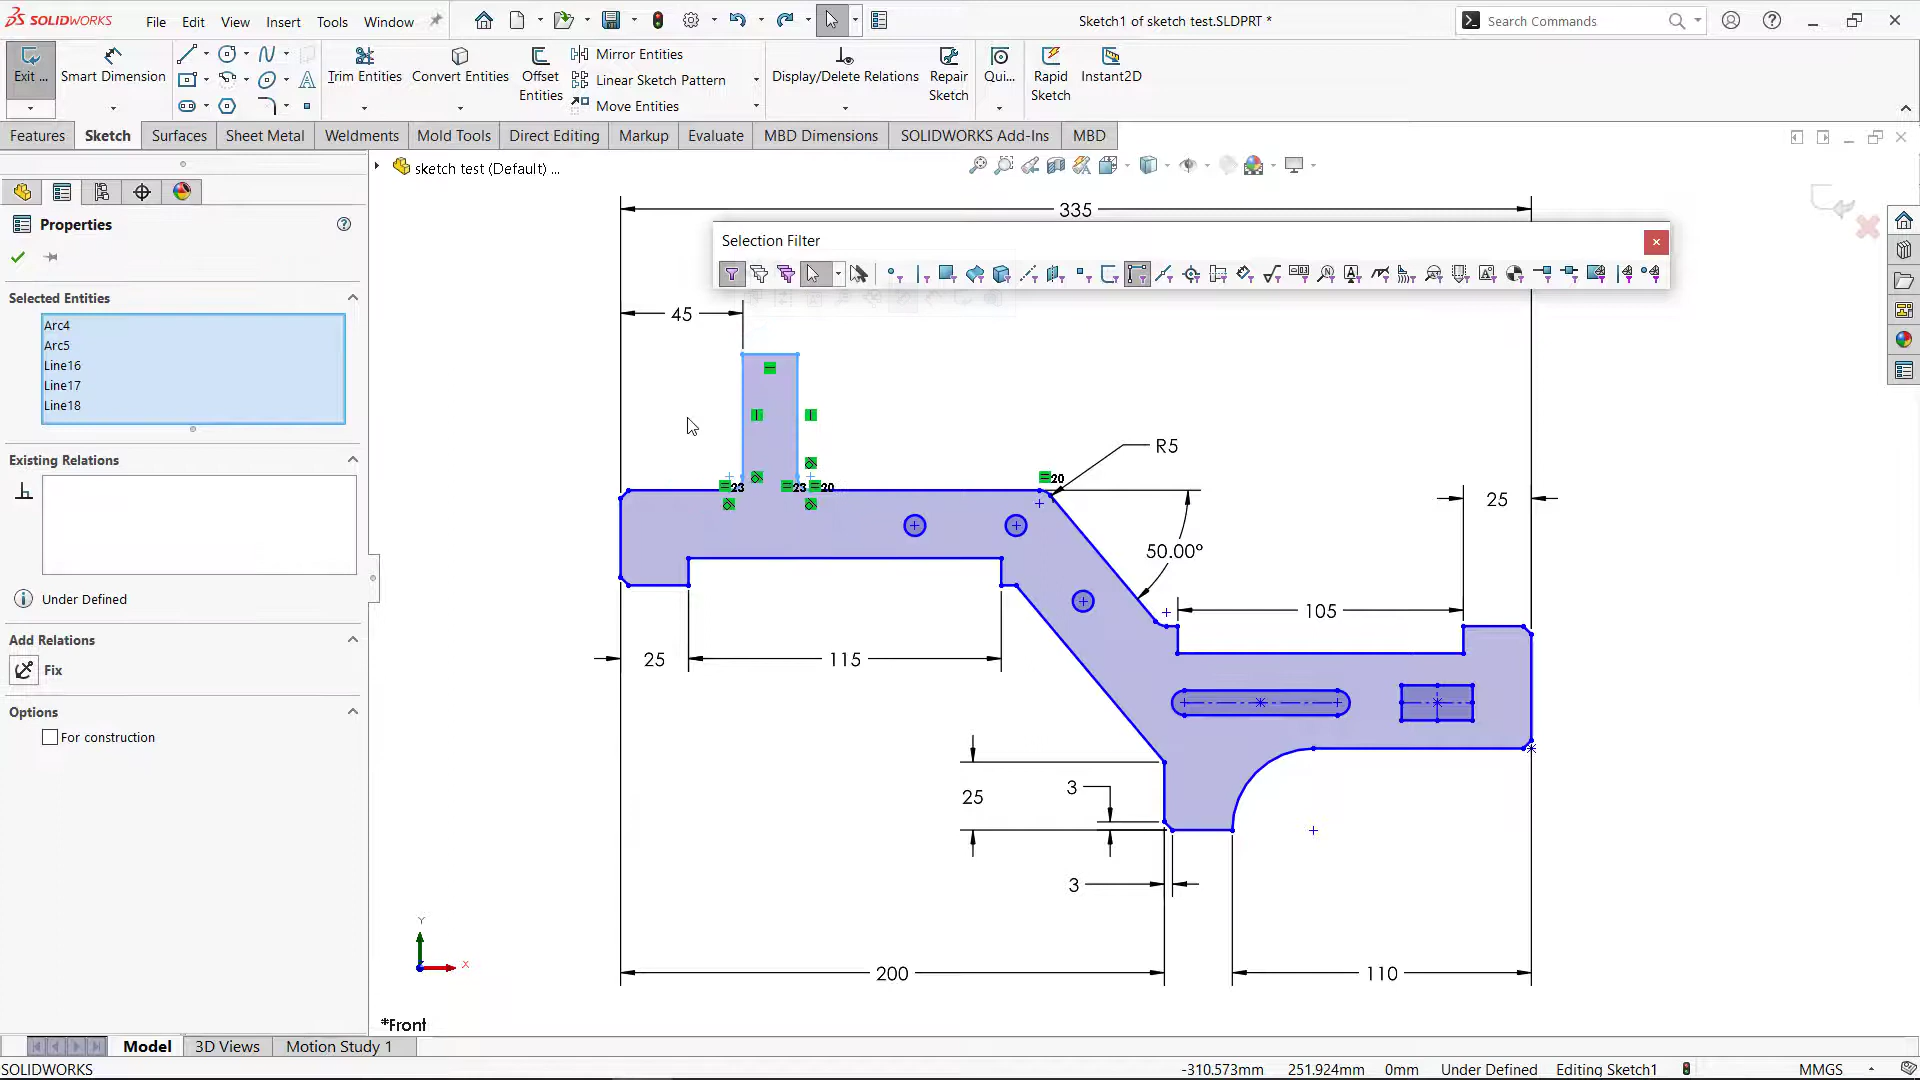 SOLIDWORKS File Edit View Insert Tools Window Sketch1 of sketch test.SLDPRT * Search Commands
Exit ... Smart Dimension Trim Entities Convert Entities Offset Entities Mirror Entities Linear Sketch Pattern Move Entities Display/Delete Relations Repair Sketch Qui... Rapid Sketch Instant2D
Features Sketch Surfaces Sheet Metal Weldments Mold Tools Direct Editing Markup Evaluate MBD Dimensions SOLIDWORKS Add-Ins MBD
sketch test (Default) ...
Properties
Selected Entities
Arc4
Arc5
Line16
Line17
Line18
Existing Relations
Under Defined
Add Relations
Fix
Options
For construction
335
Selection Filter
45
R5
23 23 20 20
25
50.00°
105
25 115
25 3
3
200 110
Y
X
*Front
Model 3D Views Motion Study 1
SOLIDWORKS -310.573mm 251.924mm 0mm Under Defined Editing Sketch1 MMGS